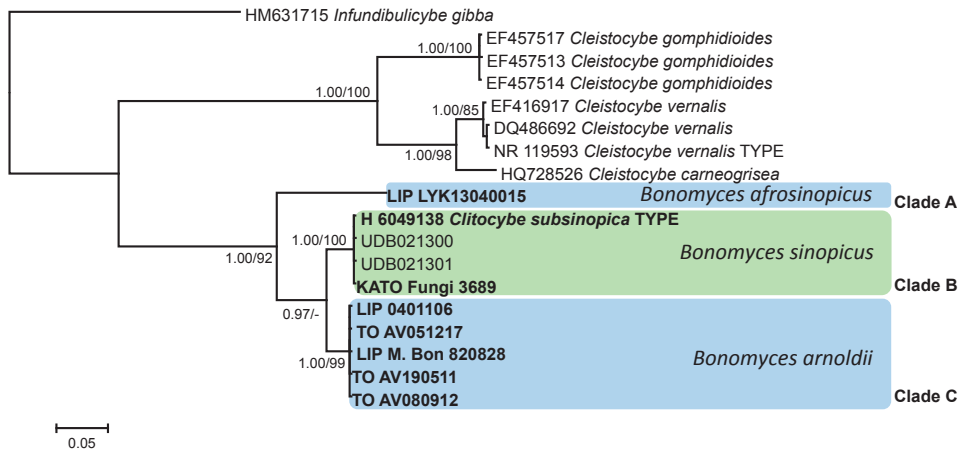 HM631715 Infundibulicybe gibba
EF457517 Cleistocybe gomphidioides
1.00/100
EF457513 Cleistocybe gomphidioides
EF457514 Cleistocybe gomphidioides
1.00/100
1.00/85
EF416917 Cleistocybe vernalis
DQ486692 Cleistocybe vernalis
NR 119593 Cleistocybe vernalis TYPE
1.00/98
HQ728526 Cleistocybe carneogrisea
LIP LYK13040015
Bonomyces afrosinopicus
Clade A
H 6049138 Clitocybe subsinopica TYPE
1.00/100
UDB021300
Bonomyces sinopicus
1.00/92
UDB021301
KATO Fungi 3689
Clade B
LIP 0401106
0.97/-
TO AV051217
LIP M. Bon 820828
Bonomyces arnoldii
1.00/99
TO AV190511
TO AV080912
Clade C
0.05